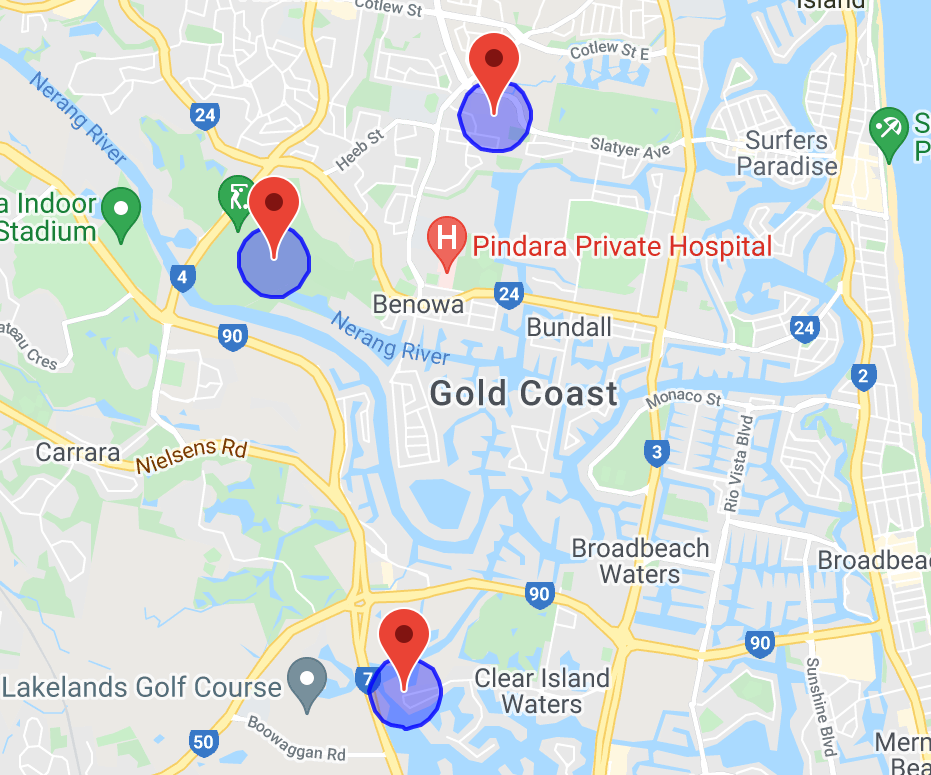 Cotlew St
Island
Cotlew St E
Nerang River
24
Heeb St
Slatyer Ave
Surfers
Paradise
S
P
a Indoor
Stadium
4
H
Pindara Private Hospital
Benowa
24
Bundall
24
90
Nerang River
ateau Cres
2
Gold Coast
Monaco St
Carrara
Nielsens Rd
3
Rio Vista Blvd
Broadbeach
Waters
Broadbeac
90
90
7
Lakelands Golf Course
Clear Island
Waters
Sunshine Blvd
50
Boowaggan Rd
Merm
Bea